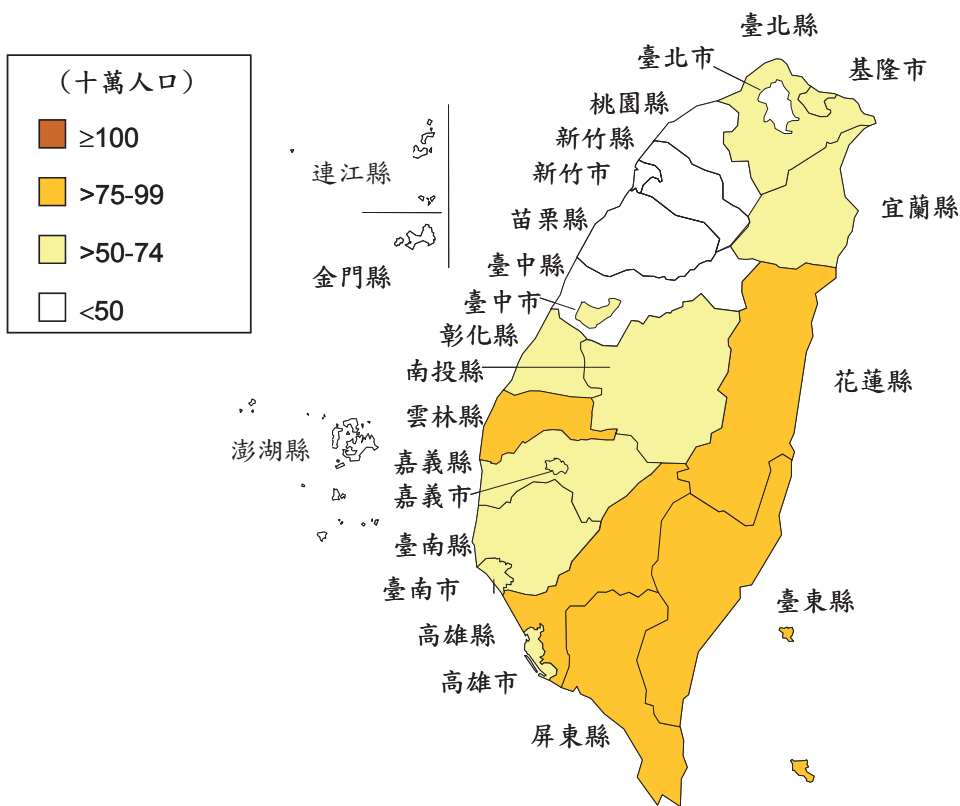 （十萬人口）
≥100
>75-99
>50-74
<50
臺北縣
臺北市
基隆市
桃園縣
新竹縣
新竹市
連江縣
苗栗縣
宜蘭縣
臺中縣
金門縣
臺中市
彰化縣
南投縣
花蓮縣
雲林縣
澎湖縣
嘉義縣
嘉義市
臺南縣
臺南市
臺東縣
高雄縣
高雄市
屏東縣